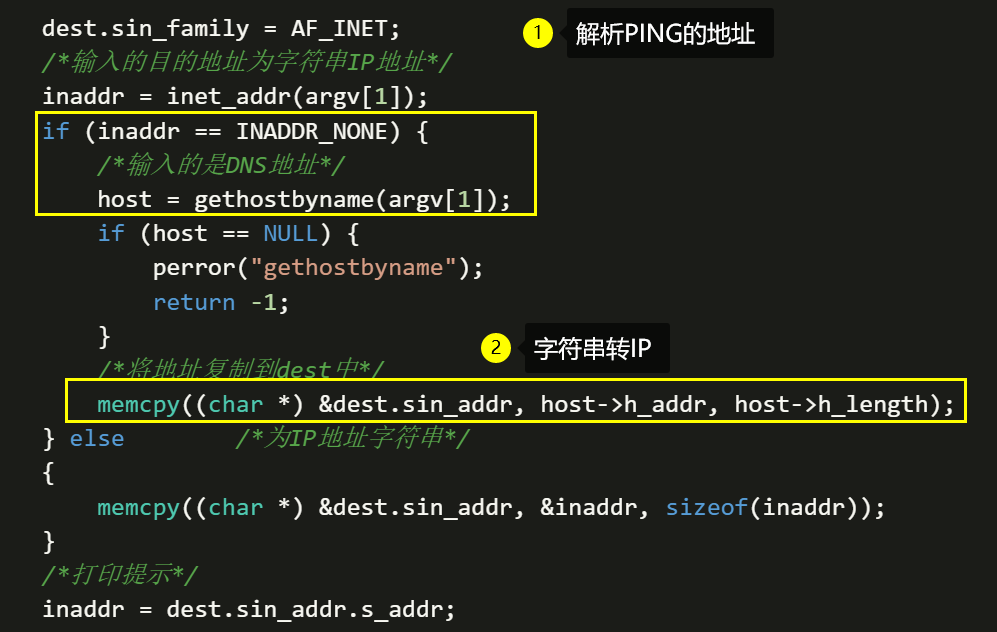 dest.sin_family = AF_INET;
1 解析PING的地址
/*输入的目的地址为字符串IP地址*/
inaddr = inet_addr(argv[1]);
if (inaddr == INADDR_NONE) {
/*输入的是DNS地址*/
host = gethostbyname(argv[1]);
if (host == NULL) {
perror("gethostbyname");
return -1;
}
2 字符串转IP
/*将地址复制到dest中*/
memcpy((char *) &dest.sin_addr, host->h_addr, host->h_length);
} else /*为IP地址字符串*/
{
memcpy((char *) &dest.sin_addr, &inaddr, sizeof(inaddr));
}
/*打印提示*/
inaddr = dest.sin_addr.s_addr;